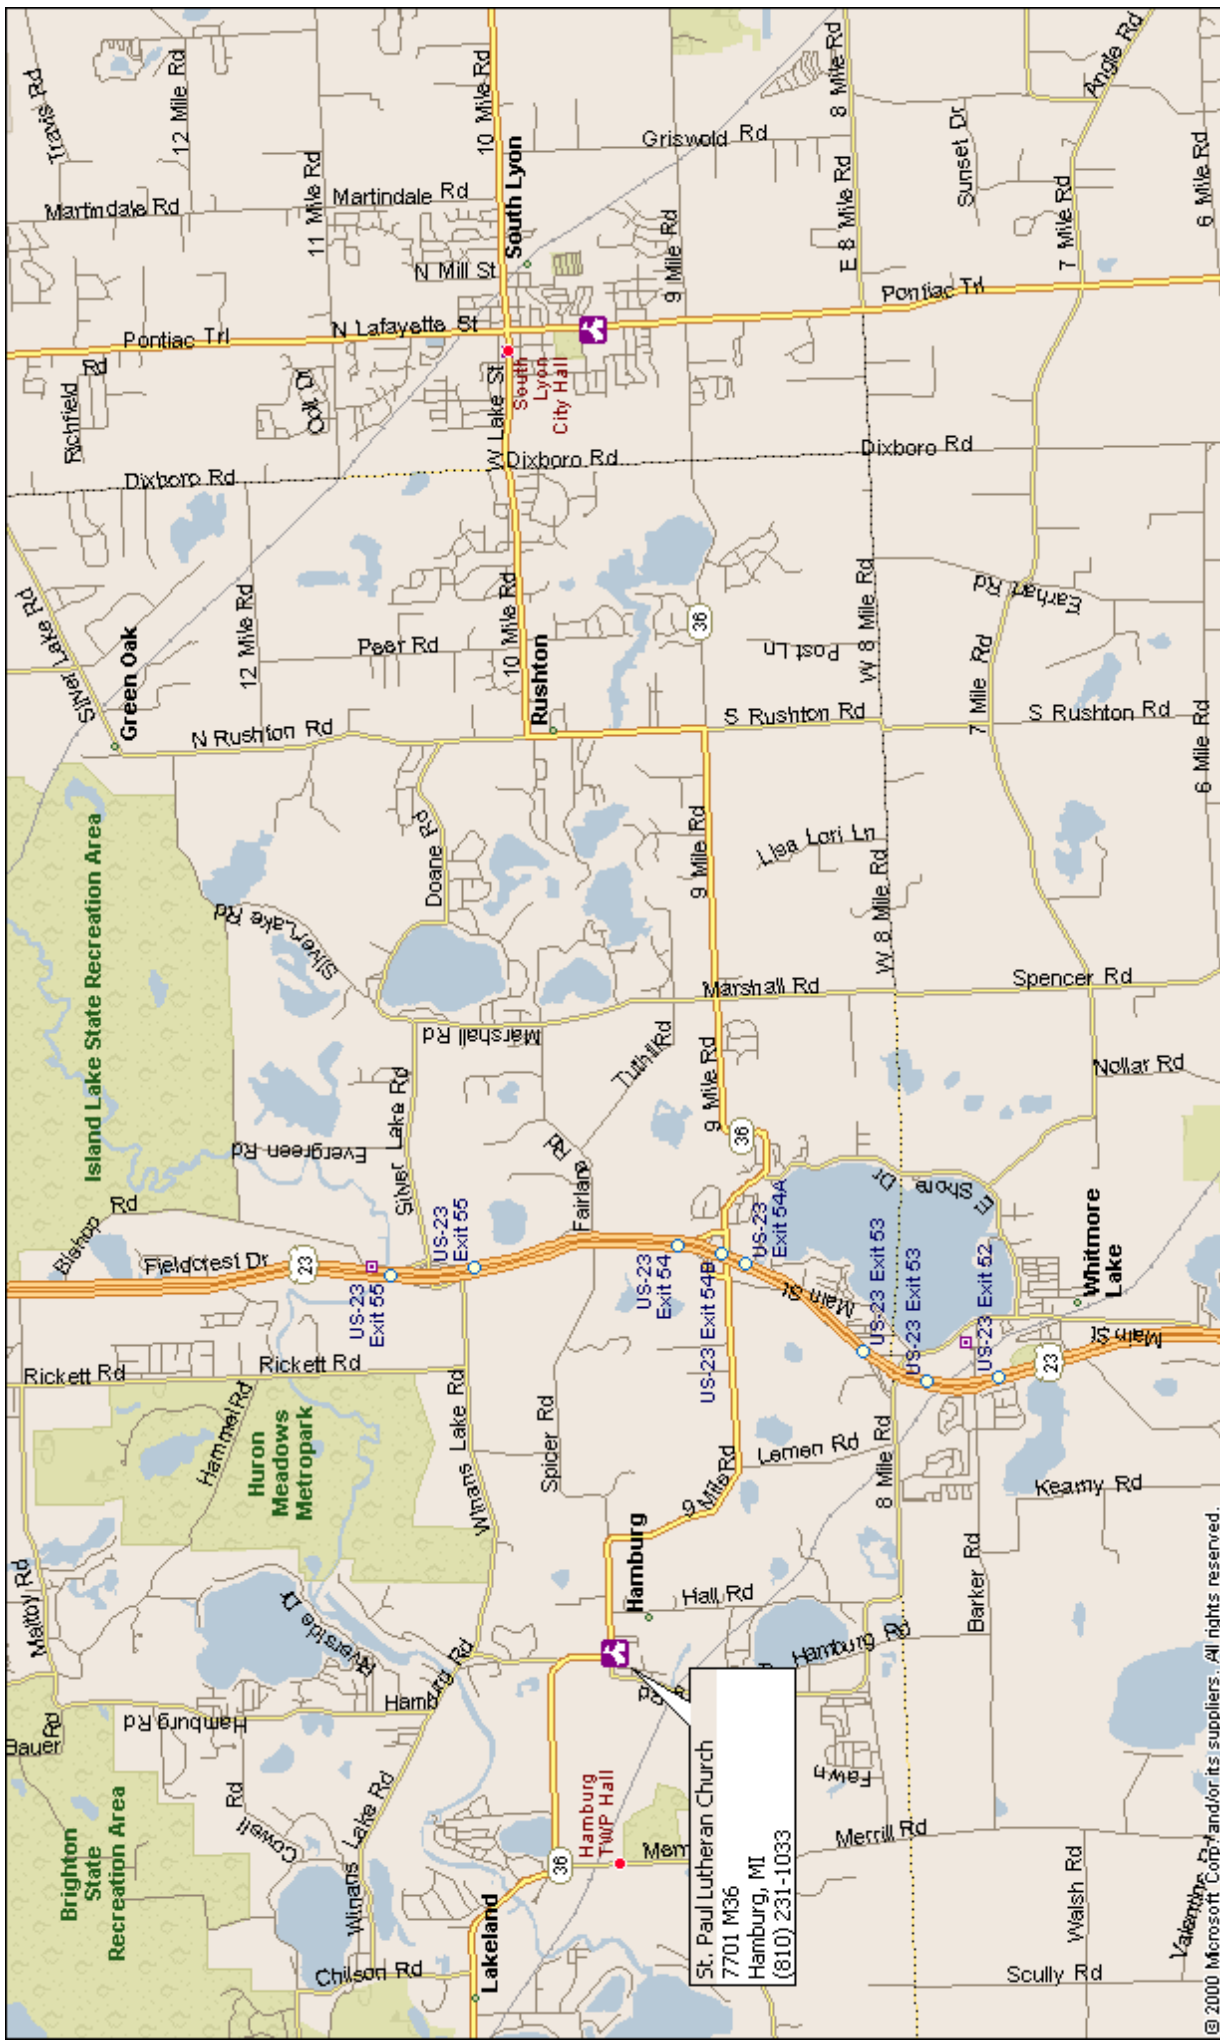 Brighton
State
Recreation Area
Bauer Rd
Maltby Rd
Hamburg Rd
Cowell Rd
Winans Lake Rd
Chilson Rd
Lakeland
36
Hamburg
TWP Hall
Hamburg Rd
Riverside Dr
Rickett Rd
Rickett Rd
Hammel Rd
Huron
Meadows
Metropark
Winans Lake Rd
Spicer Rd
Hamburg
9 Mile Rd
Hall Rd
Lemen Rd
Hamburg Rd
Rd
St. Paul Lutheran Church
7701 M36
Hamburg, MI
(810) 231-1033
Fawn
Merrill Rd
Walsh Rd
Scully Rd
Barker Rd
8 Mile Rd
Kearny Rd
Bishop Rd
Fieldcrest Dr
23
US-23
Exit 55
US-23
Exit 55
US-23
Exit 54
US-23 Exit 54B
US-23
Exit 54A
US-23 Exit 53
US-23 Exit 53
US-23 Exit 52
Main St
23
Main St
Whitmore
Lake
E Shore Dr
Island Lake State Recreation Area
Evergreen Rd
Silver Lake Rd
Silver Lake Rd
Marshall Rd
Fairlane Rd
Tuthill Rd
9 Mile Rd
36
Marshall Rd
Spencer Rd
Nollar Rd
Doane Rd
9 Mile Rd
Lisa Lori Ln
W 8 Mile Rd
Green Oak
Silver Lake Rd
N Rushton Rd
12 Mile Rd
Peer Rd
10 Mile Rd
Rushton
36
S Rushton Rd
Post Ln
W 8 Mile Rd
7 Mile Rd
Earhart Rd
S Rushton Rd
6 Mile Rd
Dixboro Rd
Richfield Rd
Pontiac Trl
Colt Dr
N Lafayette St
W Lake St
South
Lyon
City Hall
Dixboro Rd
Dixboro Rd
Travis Rd
12 Mile Rd
Martindale Rd
11 Mile Rd
Martindale Rd
10 Mile Rd
N Mill St
South Lyon
Griswold Rd
9 Mile Rd
8 Mile Rd
E 8 Mile Rd
Pontiac Trl
Sunset Dr
7 Mile Rd
Angle Rd
6 Mile Rd
© 2000 Microsoft Corp and/or its suppliers. All rights reserved.